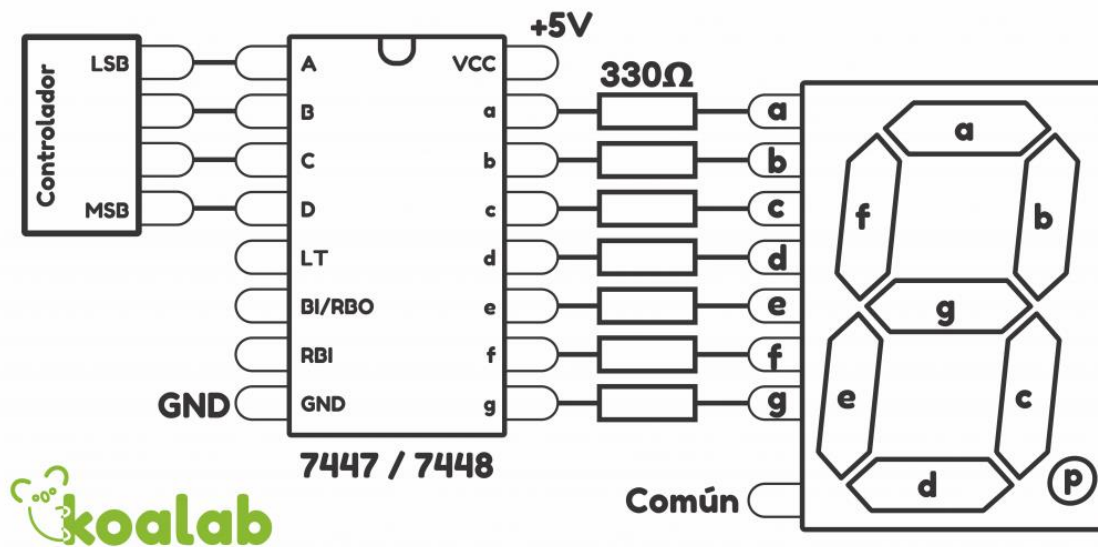 Controlador
LSB
MSB
A
B
C
D
LT
BI/RBO
RBI
GND
GND
+5V
VCC
a
b
c
d
e
f
g
7447 / 7448
330Ω
a
b
c
d
e
f
g
Común
a
f
b
g
e
c
d
p
koalab